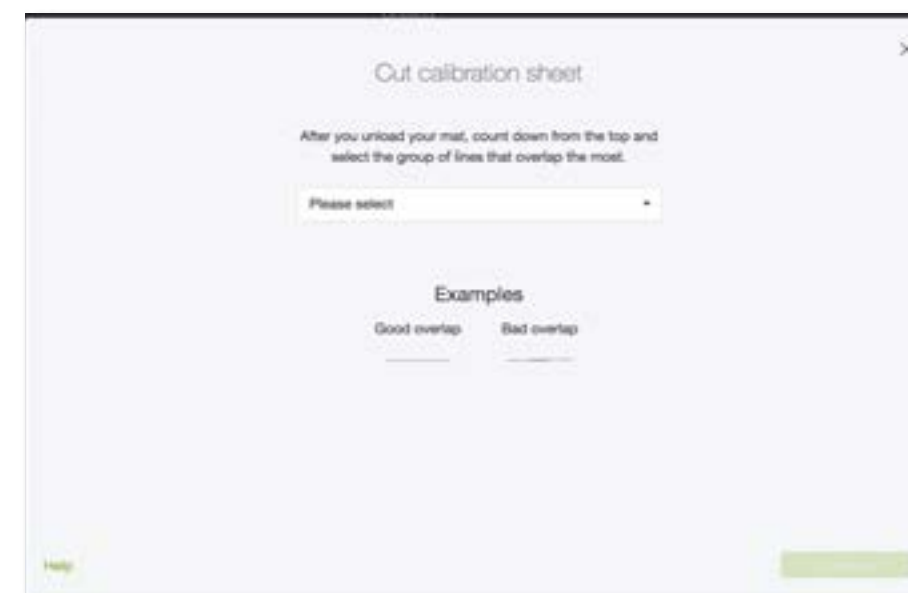 Cut calibration sheet
After you unload your mat, count down from the top and
select the group of lines that overlap the most.
Please select
Examples
Good overlap
Bad overlap
Help